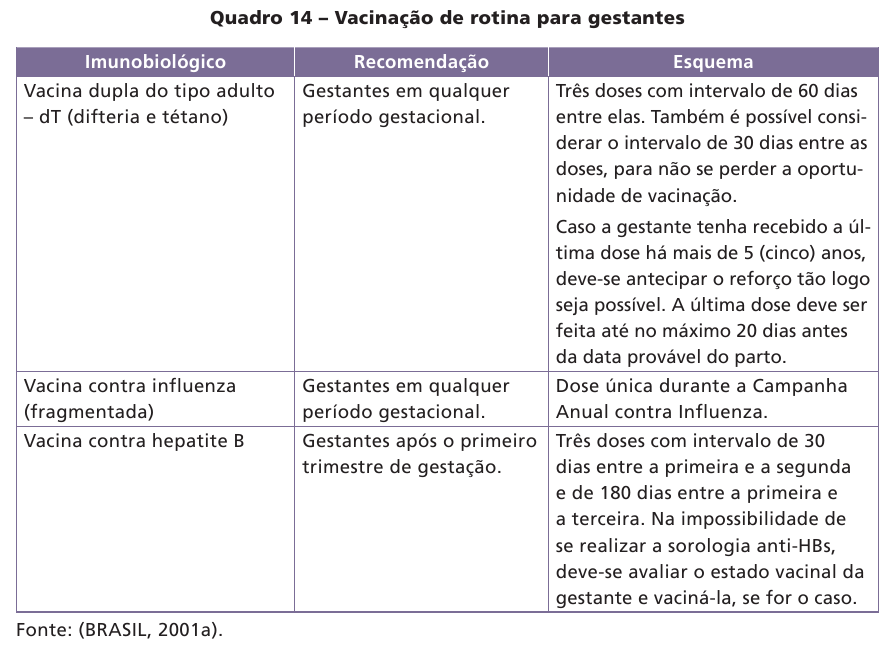 Quadro 14 – Vacinação de rotina para gestantes
Imunobiológico
Recomendação
Esquema
Vacina dupla do tipo adulto
– dT (difteria e tétano)
Gestantes em qualquer
período gestacional.
Três doses com intervalo de 60 dias
entre elas. Também é possível consi-
derar o intervalo de 30 dias entre as
doses, para não se perder a oportu-
nidade de vacinação.
Caso a gestante tenha recebido a úl-
tima dose há mais de 5 (cinco) anos,
deve-se antecipar o reforço tão logo
seja possível. A última dose deve ser
feita até no máximo 20 dias antes
da data provável do parto.
Vacina contra influenza
(fragmentada)
Gestantes em qualquer
período gestacional.
Dose única durante a Campanha
Anual contra Influenza.
Vacina contra hepatite B
Gestantes após o primeiro
trimestre de gestação.
Três doses com intervalo de 30
dias entre a primeira e a segunda
e de 180 dias entre a primeira e
a terceira. Na impossibilidade de
se realizar a sorologia anti-HBs,
deve-se avaliar o estado vacinal da
gestante e vaciná-la, se for o caso.
Fonte: (BRASIL, 2001a).